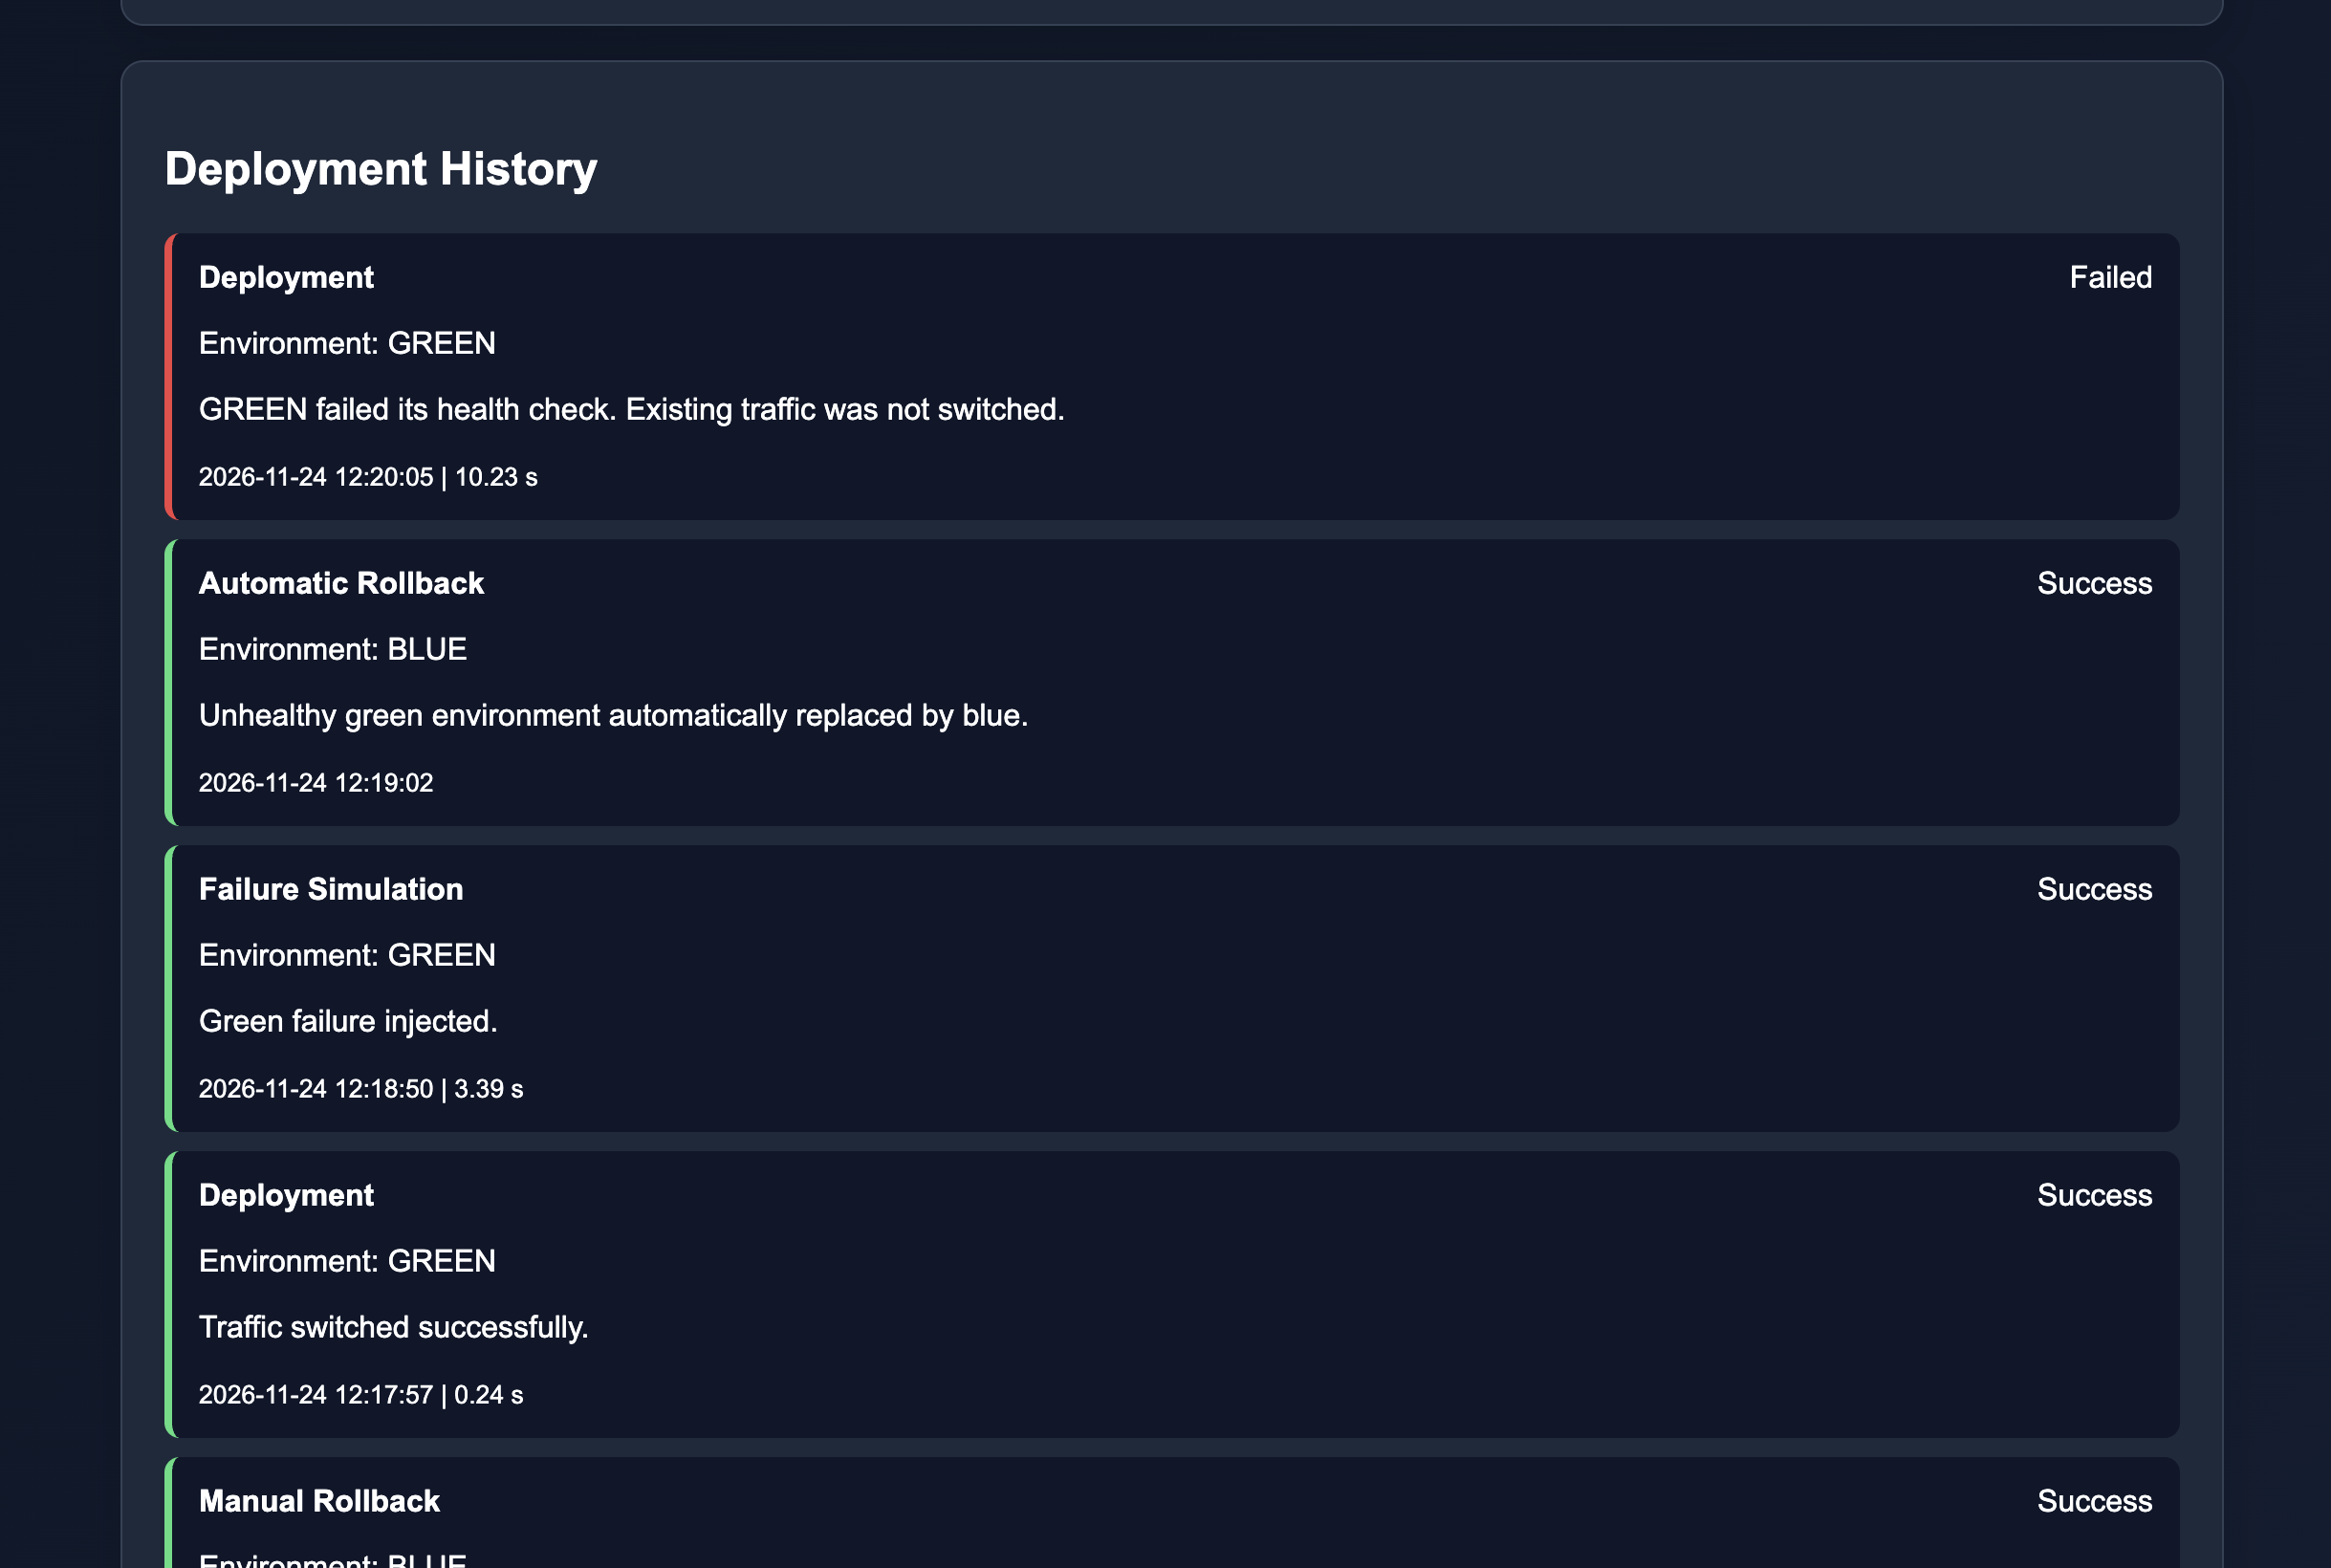 Deployment History
Deployment
Failed
Environment: GREEN
GREEN failed its health check. Existing traffic was not switched.
2026-11-24 12:20:05 | 10.23 s
Automatic Rollback
Success
Environment: BLUE
Unhealthy green environment automatically replaced by blue.
2026-11-24 12:19:02
Failure Simulation
Success
Environment: GREEN
Green failure injected.
2026-11-24 12:18:50 | 3.39 s
Deployment
Success
Environment: GREEN
Traffic switched successfully.
2026-11-24 12:17:57 | 0.24 s
Manual Rollback
Success
Environment: BLUE